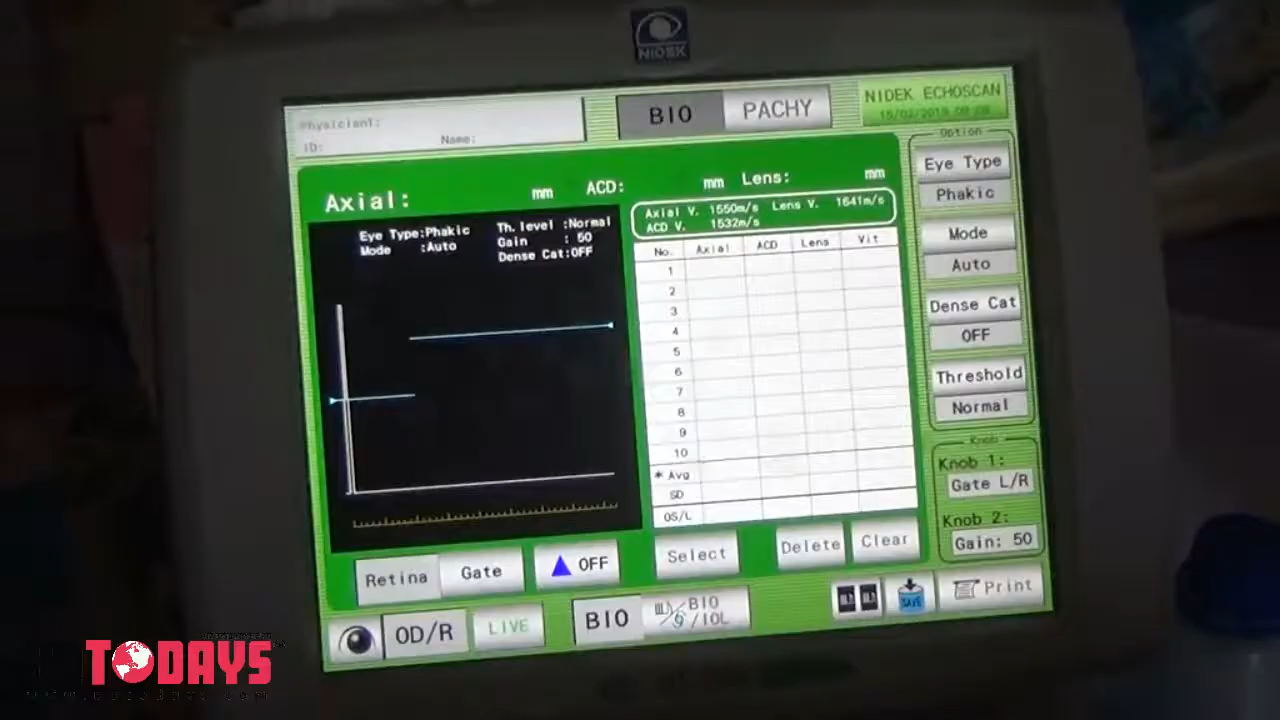 NIDEK
Physician1:
ID: Name:
BIO PACHY
NIDEK ECHOSCAN
Axial: mm ACD: mm Lens: mm
Axial V. 1550m/s Lens V. 1641m/s
ACD V. 1532m/s
Eye Type:Phakic Th.level :Normal
Mode :Auto Gain : 50
Dense Cat:OFF
No. Axial ACD Lens Vit
1
2
3
4
5
6
7
8
9
10
* Avg
SD
OS/L
Option
Eye Type
Phakic
Mode
Auto
Dense Cat
OFF
Threshold
Normal
Knob
Knob 1:
Gate L/R
Knob 2:
Gain: 50
Retina Gate OFF Select Delete Clear
OD/R LIVE BIO BIO/IOL SAVE Print
TODAYS